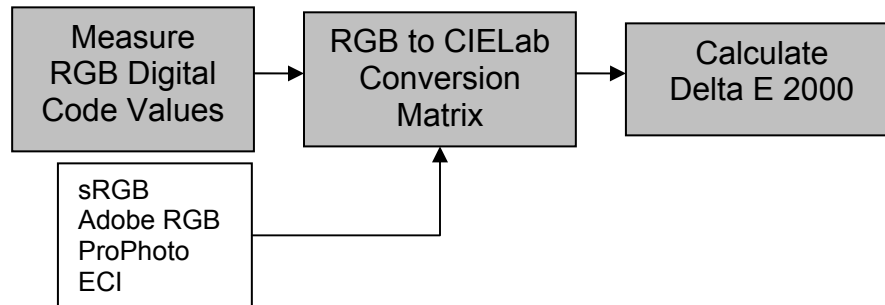 Measure
RGB Digital
Code Values
RGB to CIELab
Conversion
Matrix
Calculate
Delta E 2000
sRGB
Adobe RGB
ProPhoto
ECI